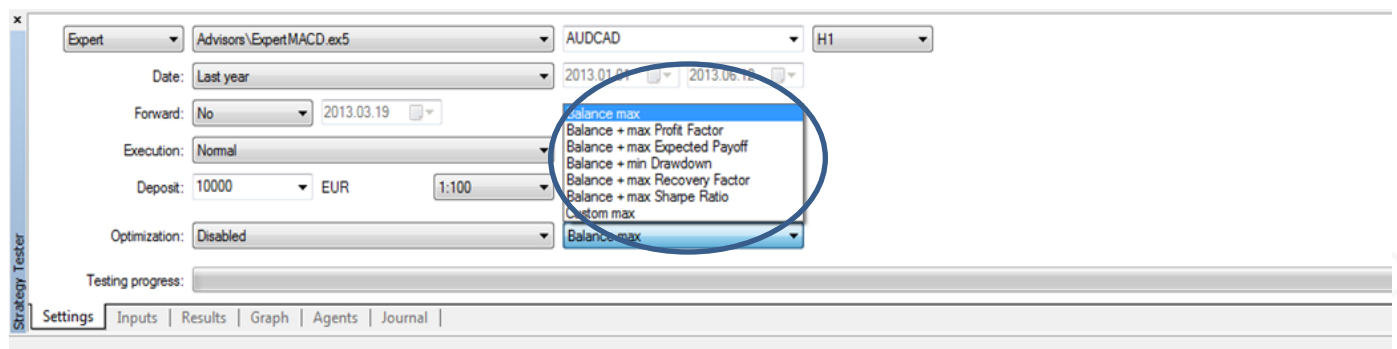 Expert Advisors\ExpertMACD.ex5 AUDCAD H1
Date: Last year 2013.01.01 2013.06.12
Forward: No 2013.03.19
Execution: Normal
Deposit: 10000 EUR 1:100
Balance max
Balance + max Profit Factor
Balance + max Expected Payoff
Balance + min Drawdown
Balance + max Recovery Factor
Balance + max Sharpe Ratio
Custom max
Optimization: Disabled Balance max
Testing progress:
Settings Inputs Results Graph Agents Journal
Strategy Tester